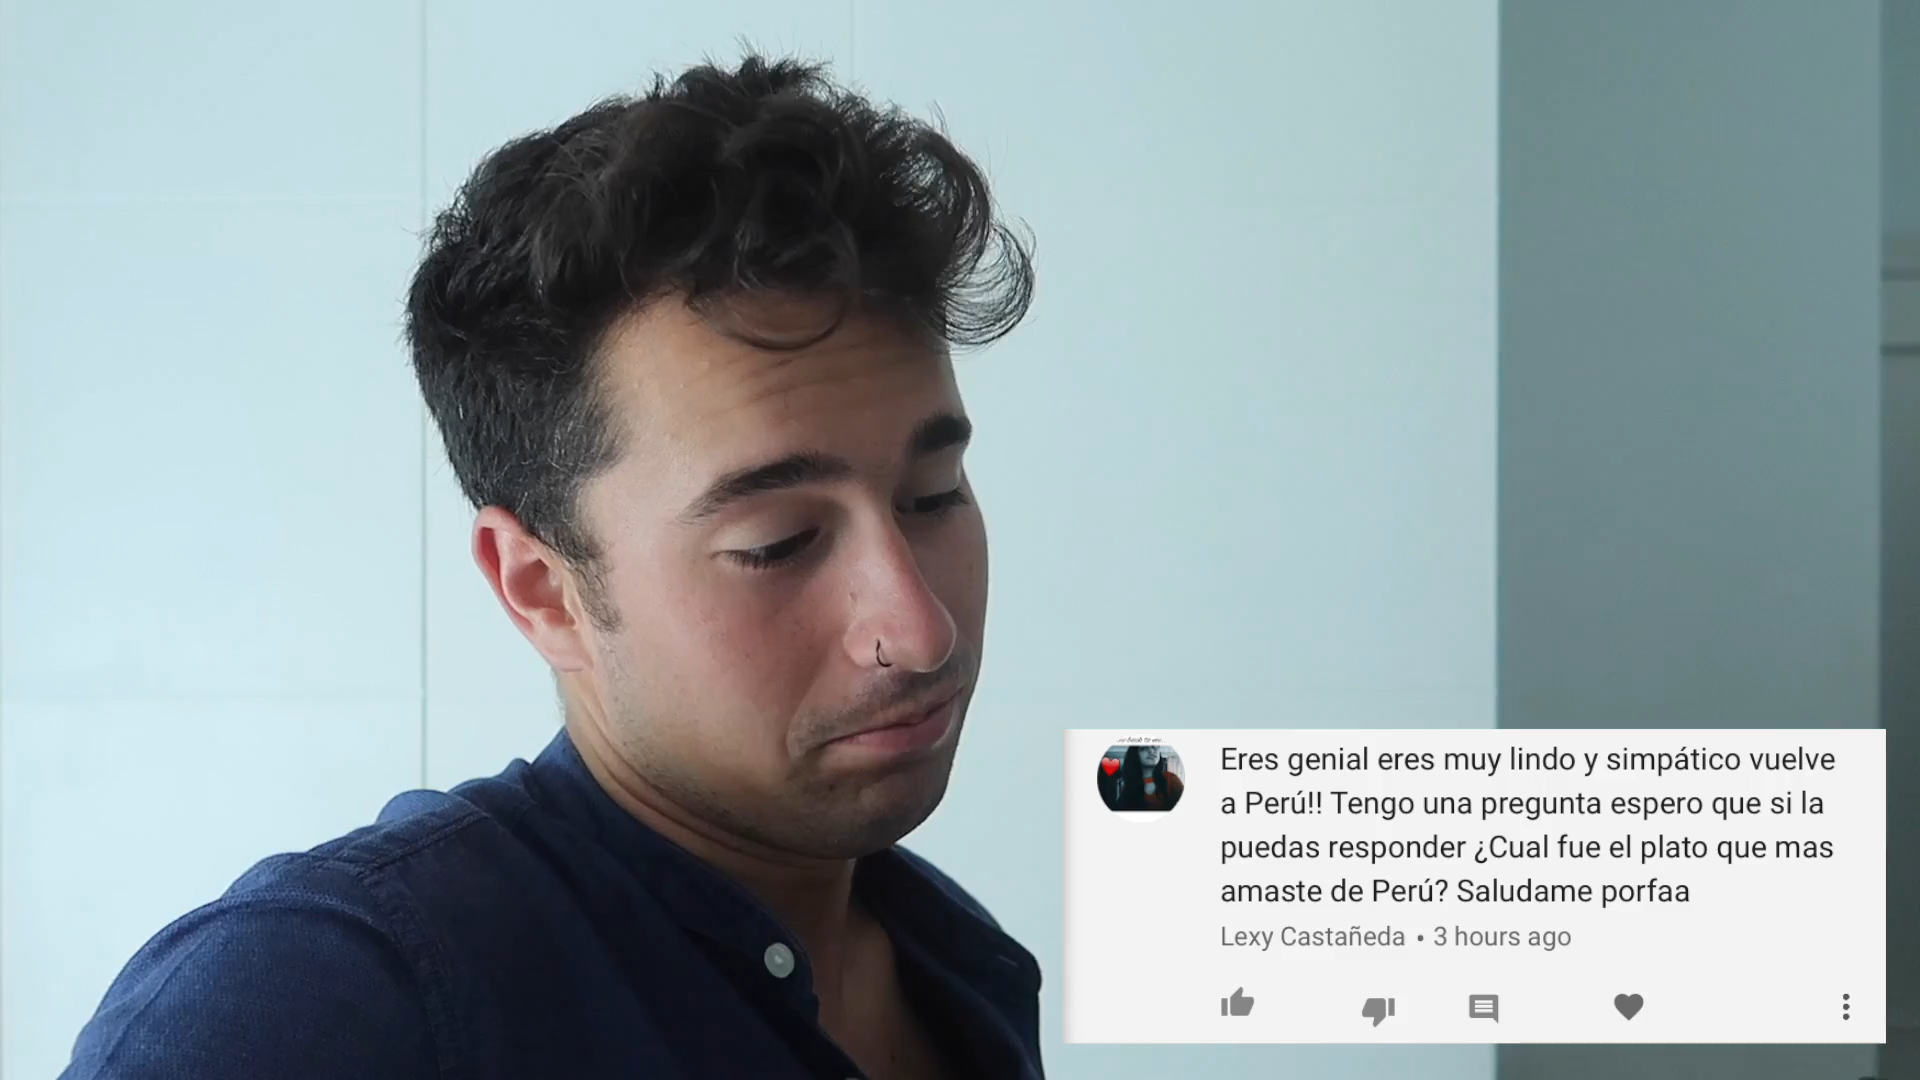 Eres genial eres muy lindo y simpático vuelve
a Perú!! Tengo una pregunta espero que si la
puedas responder ¿Cual fue el plato que mas
amaste de Perú? Saludame porfaa
Lexy Castañeda • 3 hours ago